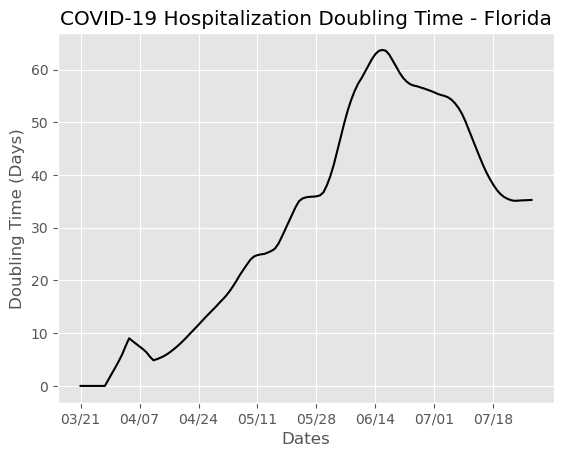 COVID-19 Hospitalization Doubling Time - Florida
60
50
40
30
20
10
0
Doubling Time (Days)
03/21 04/07 04/24 05/11 05/28 06/14 07/01 07/18
Dates